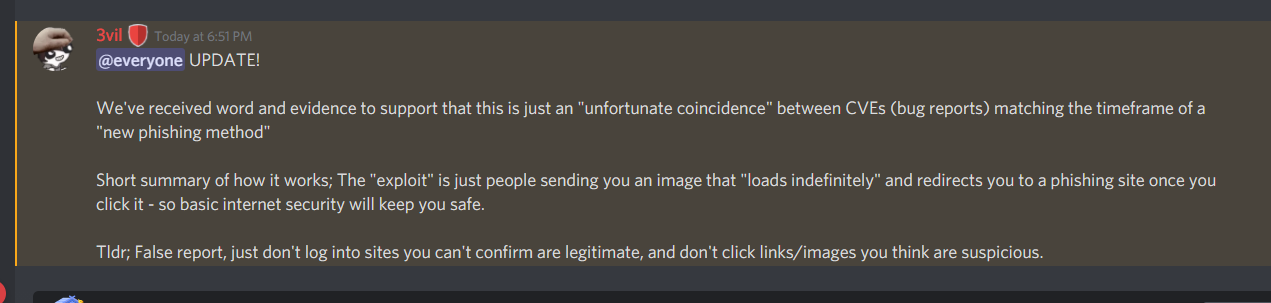 3vil Today at 6:51 PM
@everyone UPDATE!
We've received word and evidence to support that this is just an "unfortunate coincidence" between CVEs (bug reports) matching the timeframe of a
"new phishing method"
Short summary of how it works; The "exploit" is just people sending you an image that "loads indefinitely" and redirects you to a phishing site once you
click it - so basic internet security will keep you safe.
Tldr; False report, just don't log into sites you can't confirm are legitimate, and don't click links/images you think are suspicious.